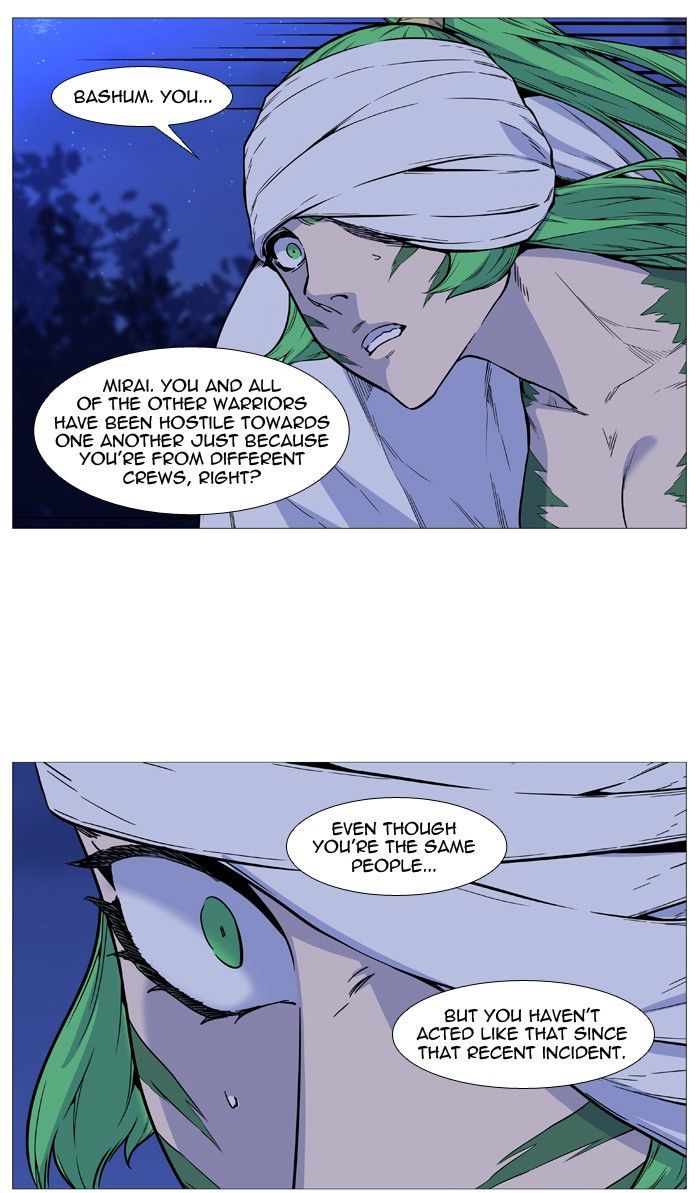 BASHUM. YOU...
MIRAI. YOU AND ALL
OF THE OTHER WARRIORS
HAVE BEEN HOSTILE TOWARDS
ONE ANOTHER JUST BECAUSE
YOU'RE FROM DIFFERENT
CREWS, RIGHT?
EVEN THOUGH
YOU'RE THE SAME
PEOPLE...
BUT YOU HAVEN'T
ACTED LIKE THAT SINCE
THAT RECENT INCIDENT.